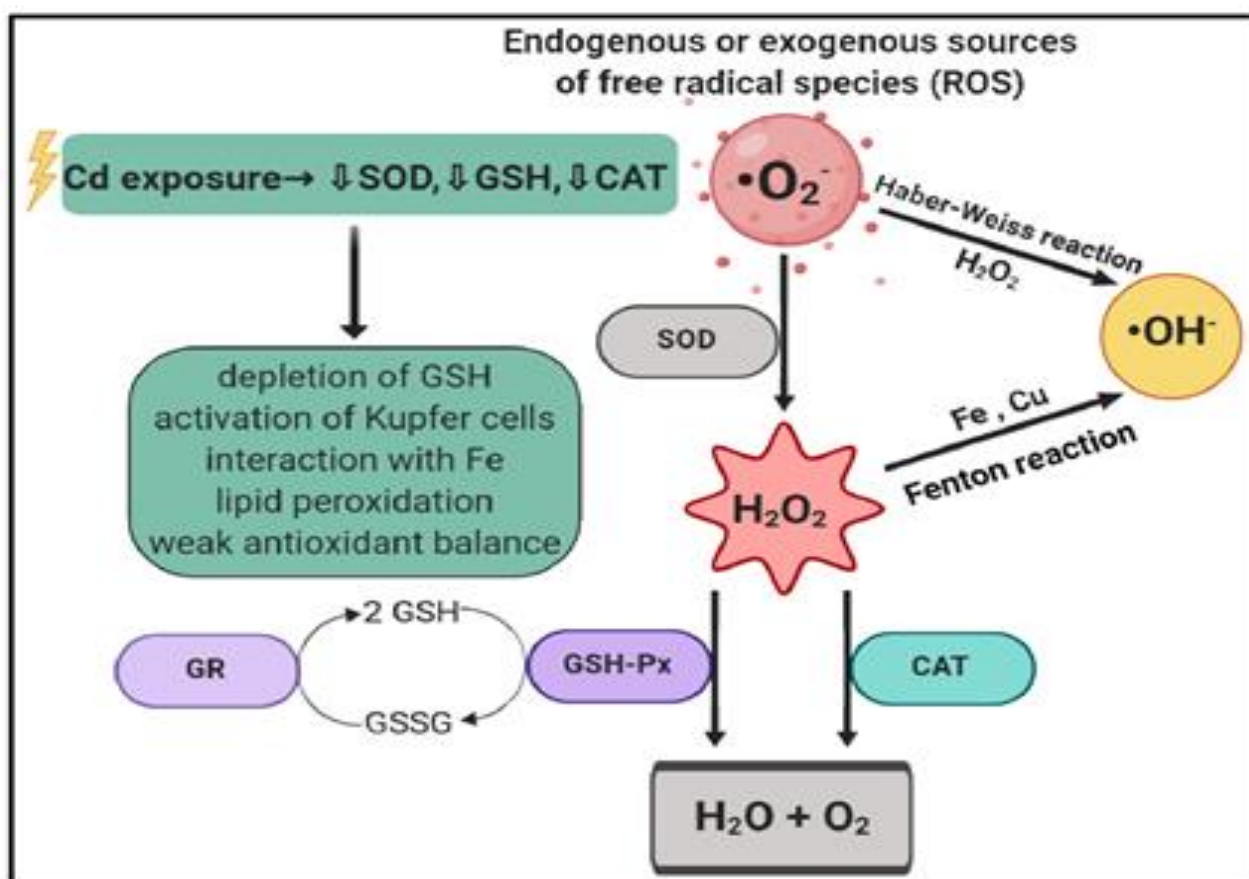 Endogenous or exogenous sources
of free radical species (ROS)
Cd exposure→ ⇩SOD,⇩GSH,⇩CAT
•O₂⁻
Haber-Weiss reaction
H₂O₂
•OH⁻
SOD
depletion of GSH
activation of Kupfer cells
interaction with Fe
lipid peroxidation
weak antioxidant balance
Fe , Cu
Fenton reaction
H₂O₂
2 GSH
GR
GSH-Px
CAT
GSSG
H₂O + O₂